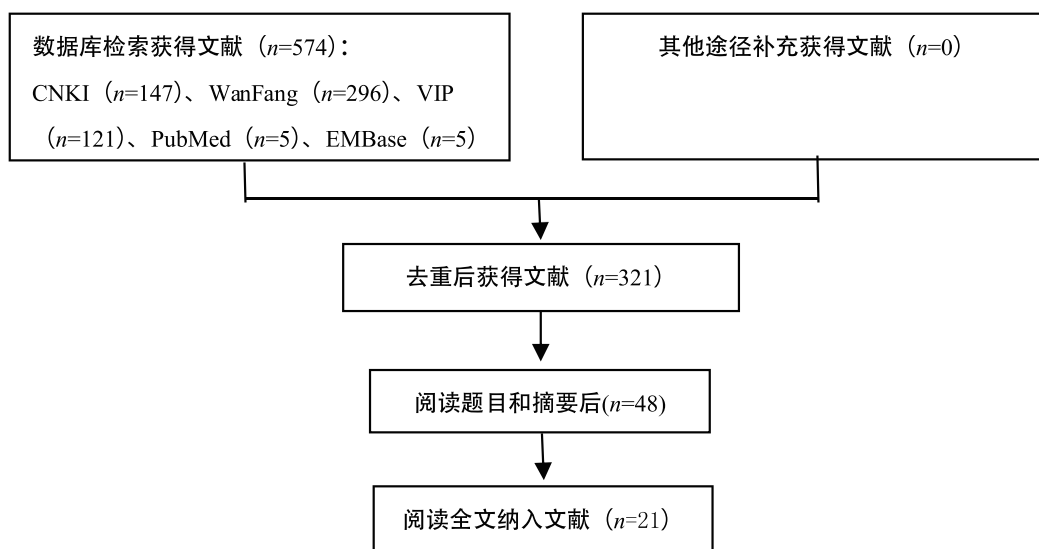 数据库检索获得文献（n=574）：
CNKI（n=147）、WanFang（n=296）、VIP
（n=121）、PubMed（n=5）、EMBase（n=5）
其他途径补充获得文献（n=0）
去重后获得文献（n=321）
阅读题目和摘要后(n=48)
阅读全文纳入文献（n=21）